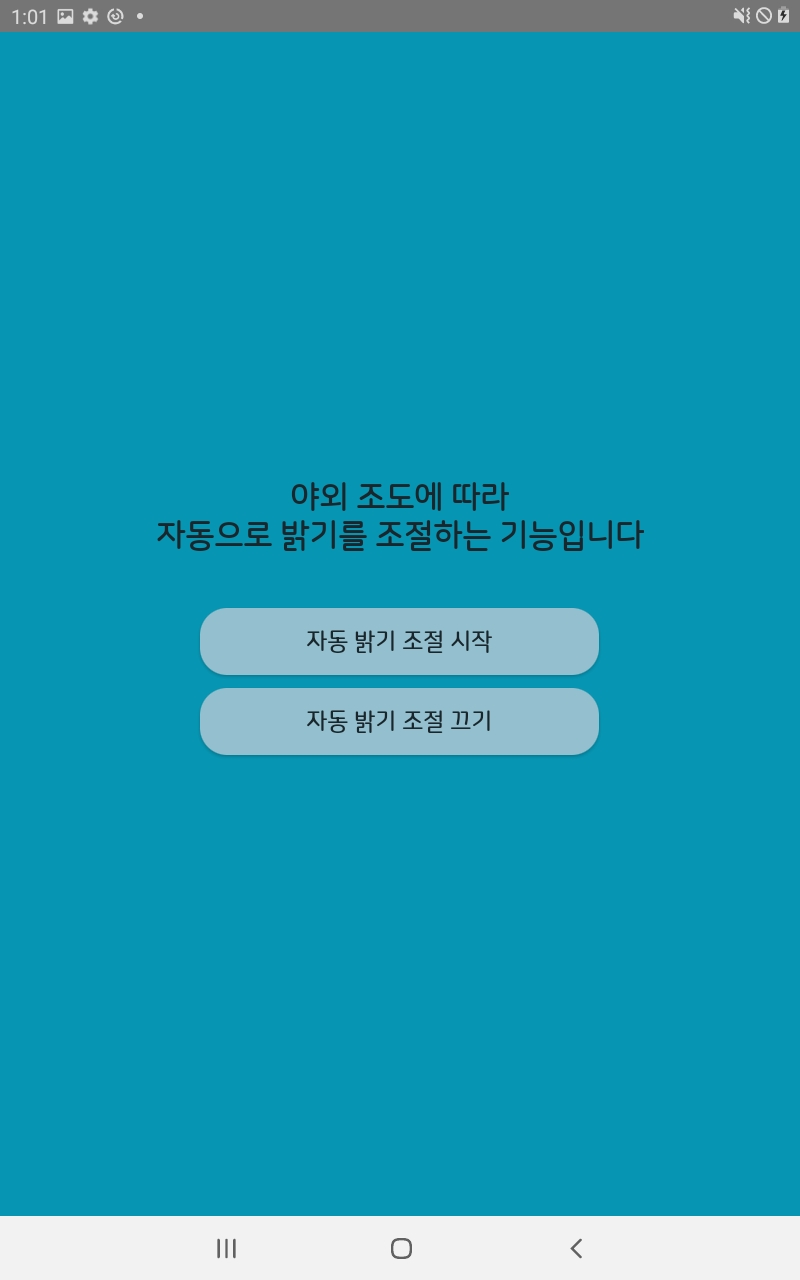 1:01
야외 조도에 따라
자동으로 밝기를 조절하는 기능입니다
자동 밝기 조절 시작
자동 밝기 조절 끄기